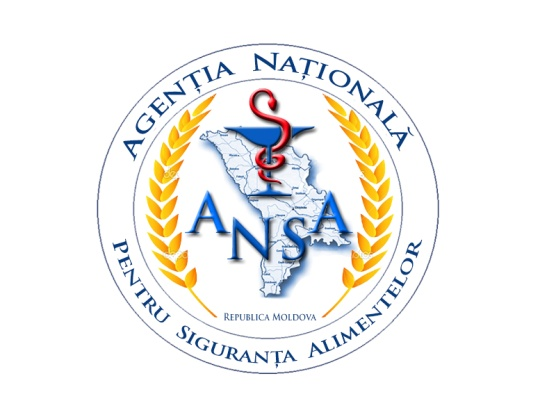 AGENȚIA NAȚIONALĂ
ANSA
REPUBLICA MOLDOVA
PENTRU SIGURANȚA ALIMENTELOR